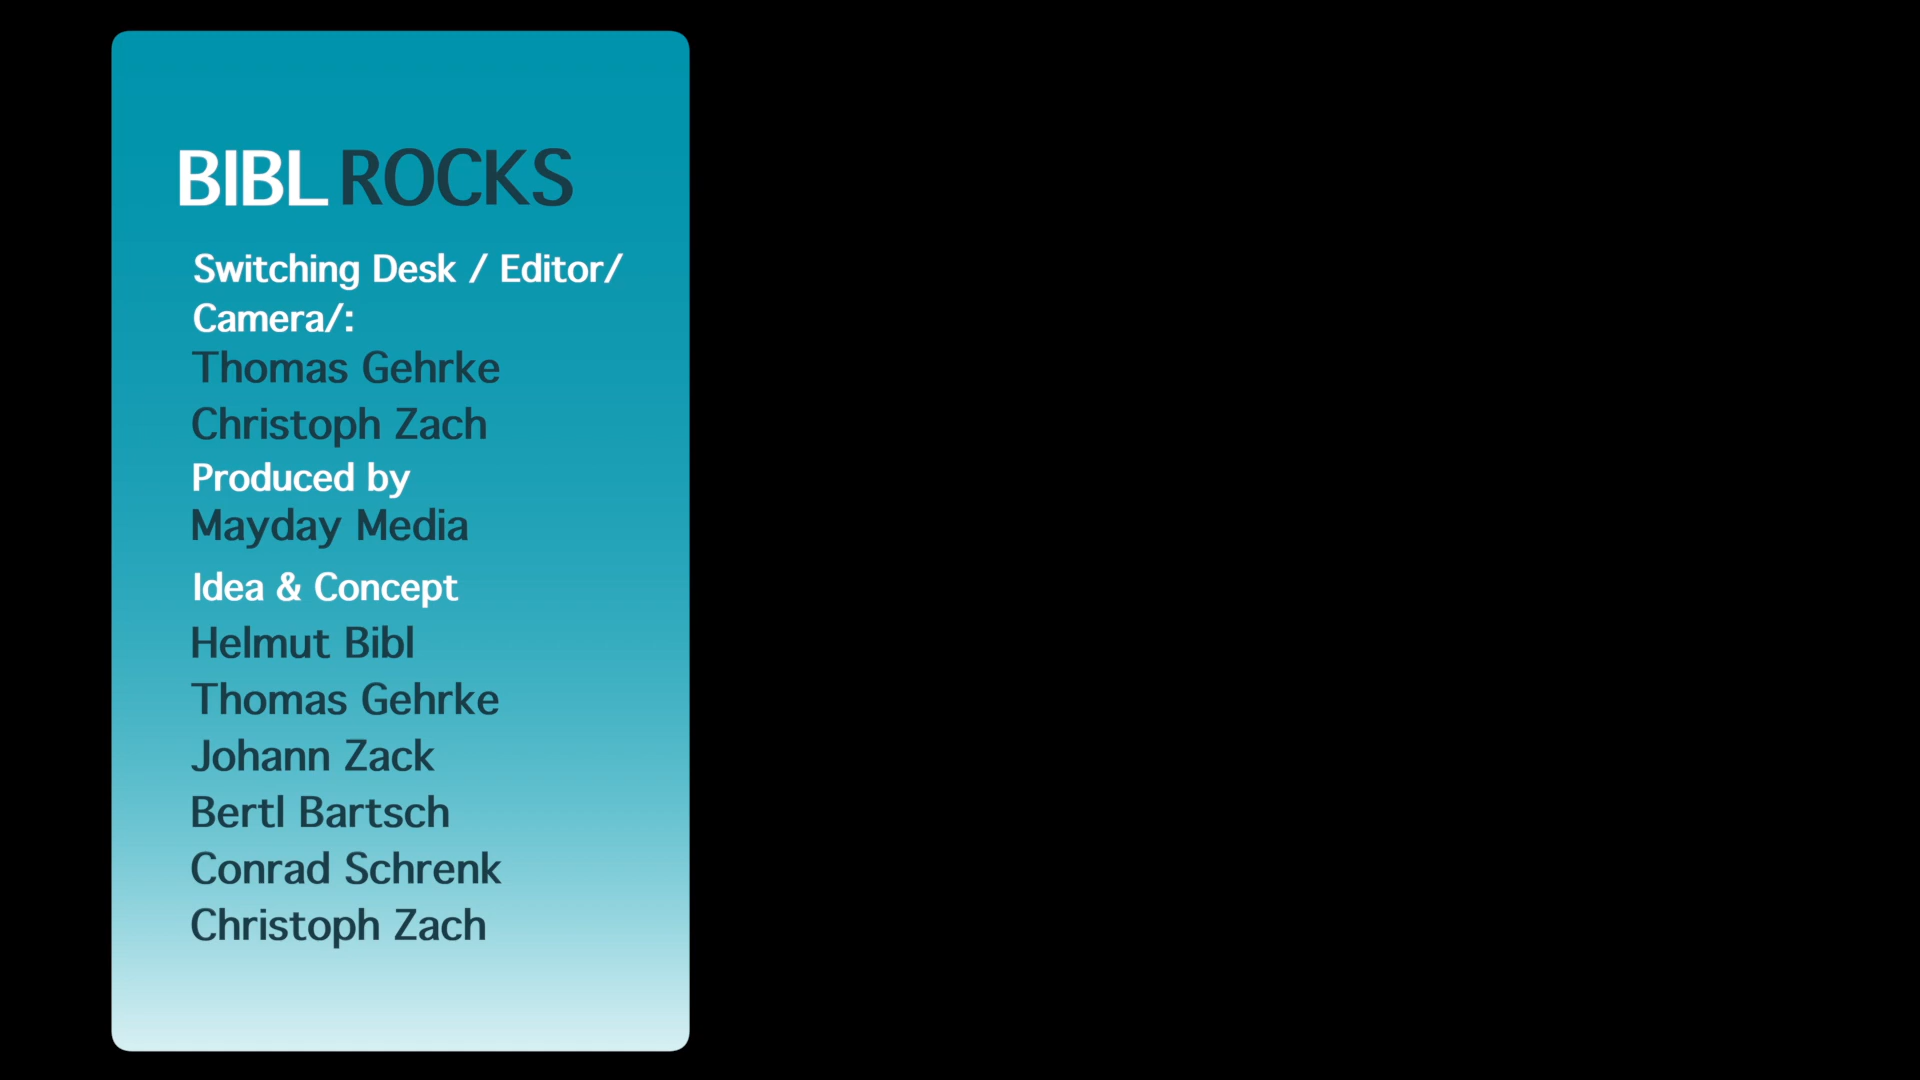 BIBL ROCKS
Switching Desk / Editor/
Camera/:
Thomas Gehrke
Christoph Zach
Produced by
Mayday Media
Idea & Concept
Helmut Bibl
Thomas Gehrke
Johann Zack
Bertl Bartsch
Conrad Schrenk
Christoph Zach